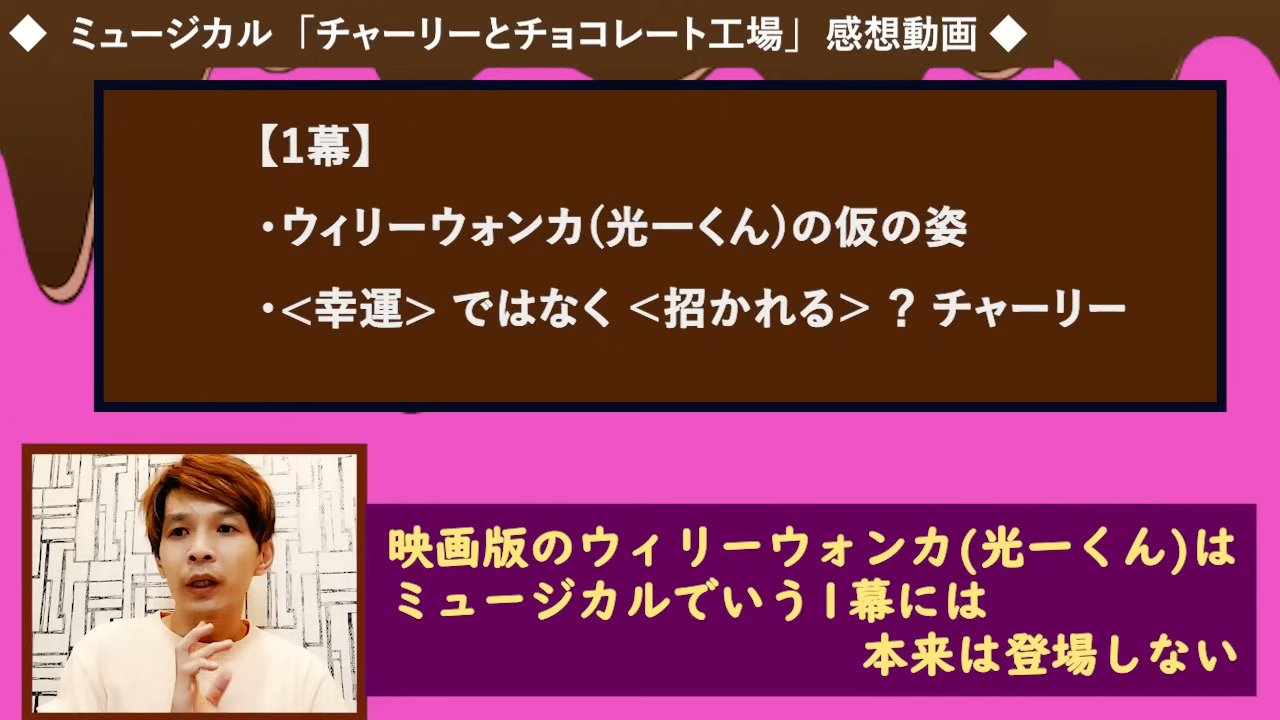 ◆ ミュージカル「チャーリーとチョコレート工場」感想動画 ◆
【1幕】
・ウィリーウォンカ(光一くん)の仮の姿
・<幸運> ではなく <招かれる> ? チャーリー
映画版のウィリーウォンカ(光一くん)は
ミュージカルでいう1幕には
本来は登場しない